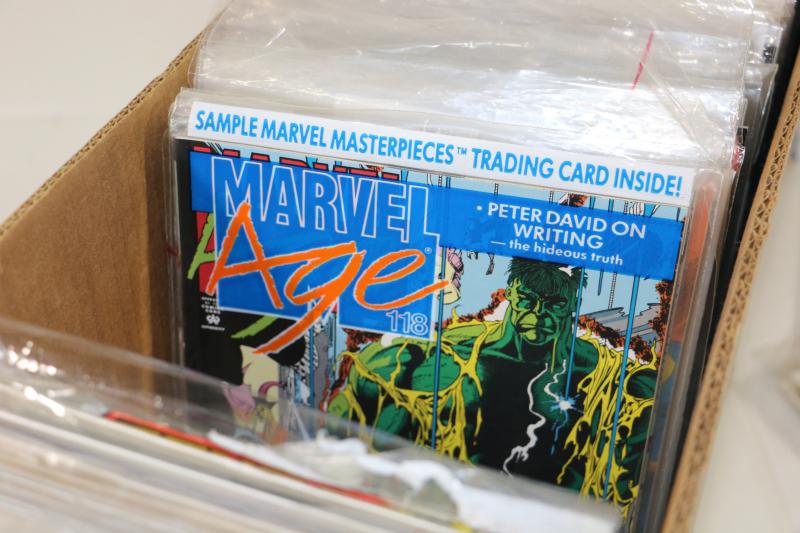 SAMPLE MARVEL MASTERPIECES™ TRADING CARD INSIDE!
MARVEL
Age®
118
• PETER DAVID ON
WRITING
— the hideous truth